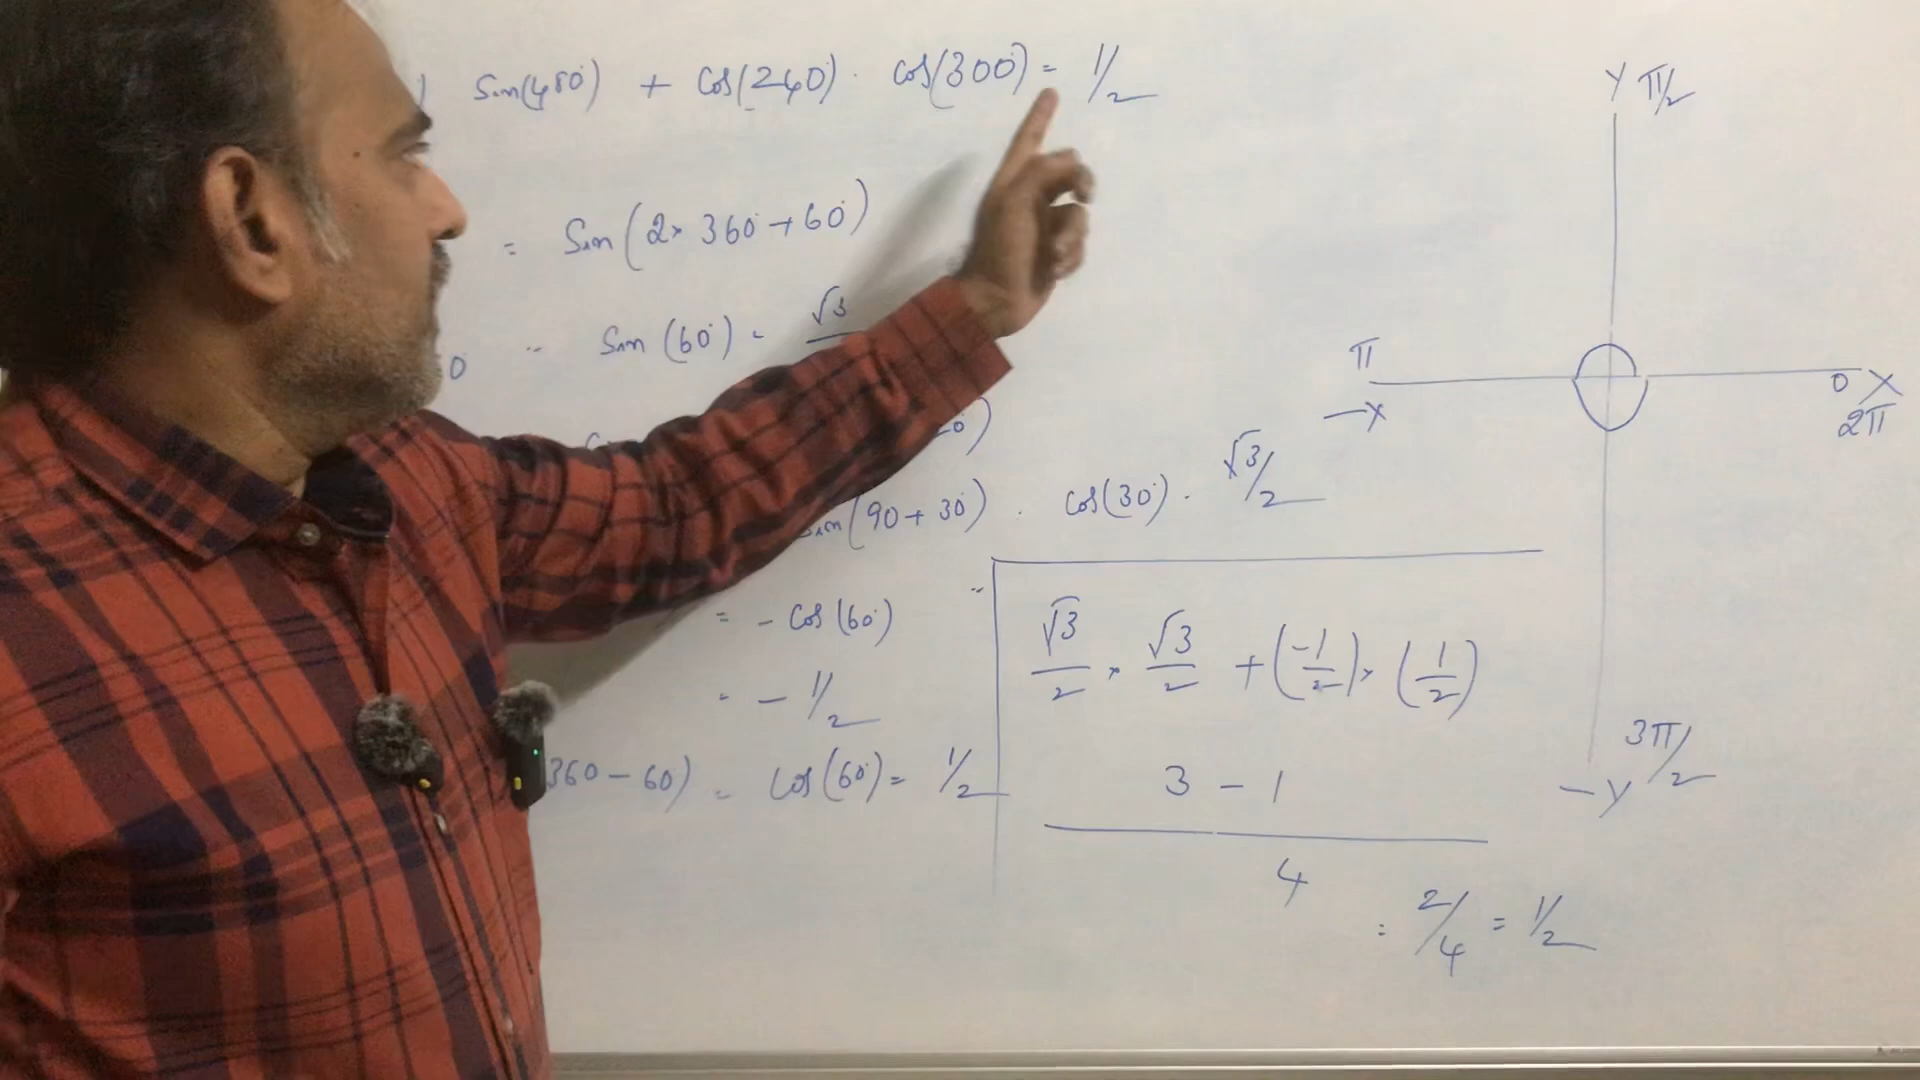 ) Sin(480°) + Cos(240°) · Cos(300°) = 1/2
= Sin(2× 360° + 60°)
0 = Sin(60°) = √3
0°)
Sin(90 + 30°) = Cos(30°) = √3/2
= - Cos(60°)
= - 1/2
360 - 60°) = Cos(60°) = 1/2
√3/2 × √3/2 + (-1/2) × (1/2)
3 - 1
4
= 2/4 = 1/2
Y π/2
π
-X
0 X
2π
3π/2
-Y